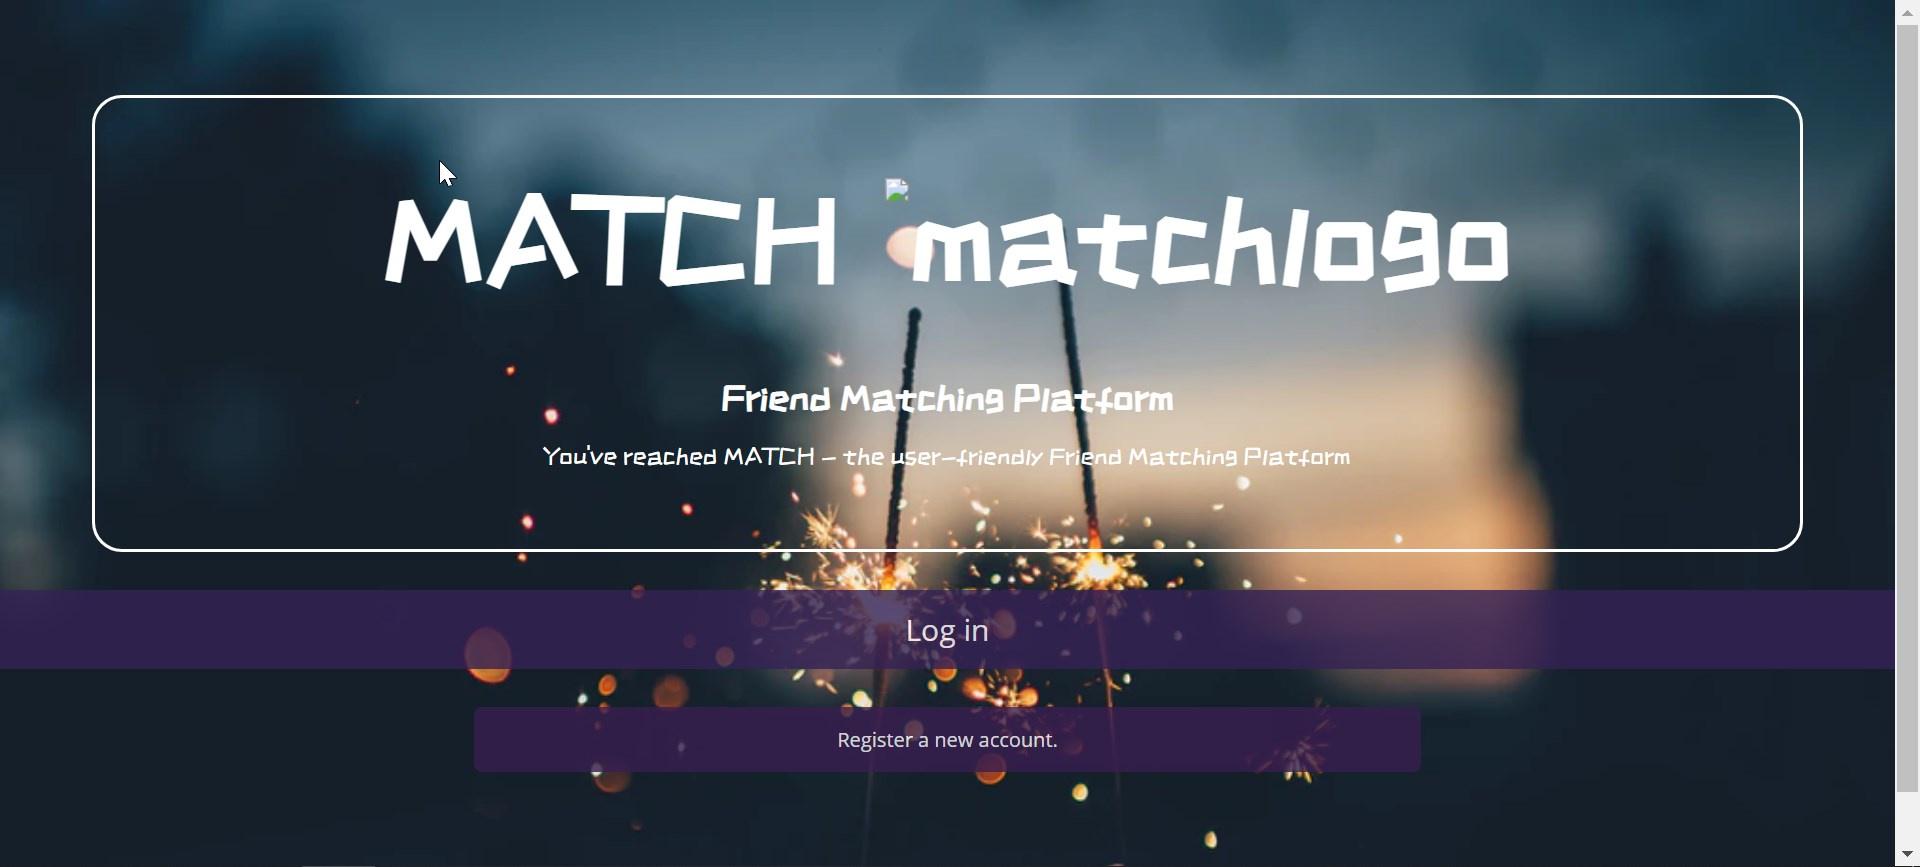 MATCH matchlogo
Friend Matching Platform
You've reached MATCH – the user-friendly Friend Matching Platform
Log in
Register a new account.